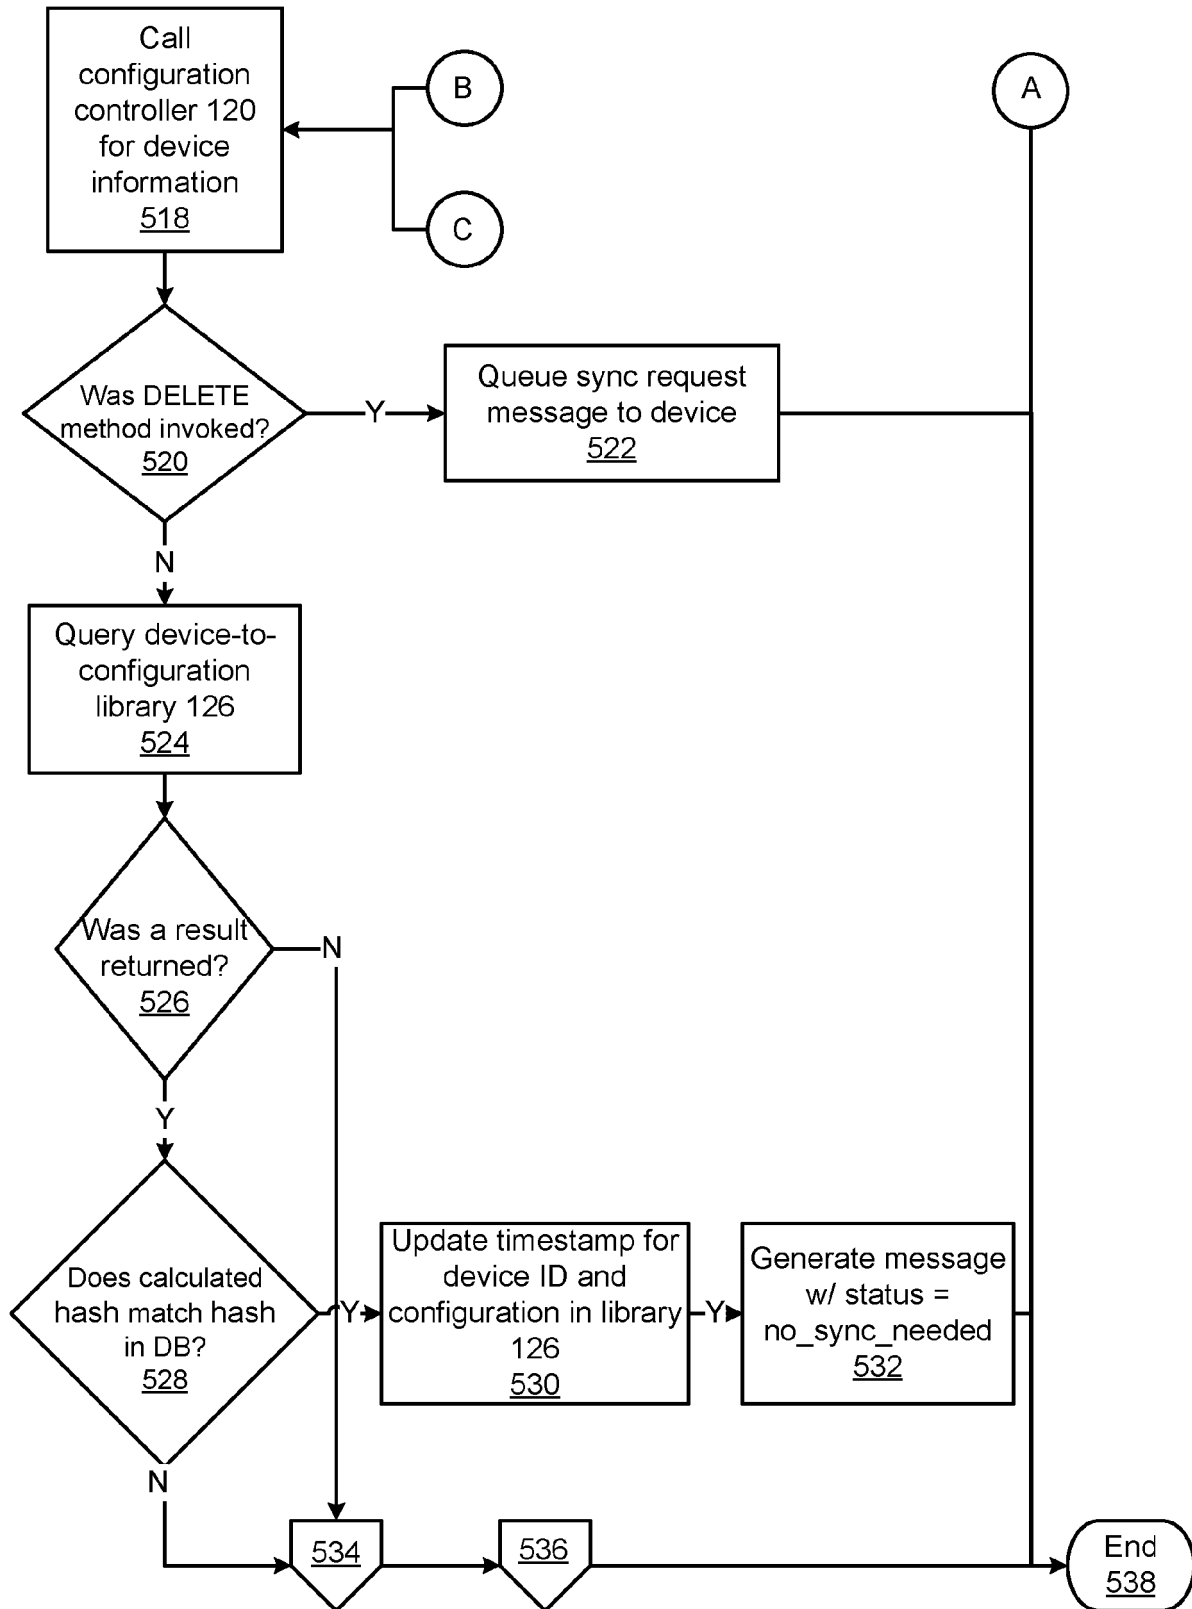 Call
configuration
controller 120
for device
information
518
B
C
A
Was DELETE
method invoked?
520
Y
Queue sync request
message to device
522
N
Query device-to-
configuration
library 126
524
Was a result
returned?
526
N
Y
Does calculated
hash match hash
in DB?
528
Y
Update timestamp for
device ID and
configuration in library
126
530
Y
Generate message
w/ status =
no_sync_needed
532
N
534
536
End
538